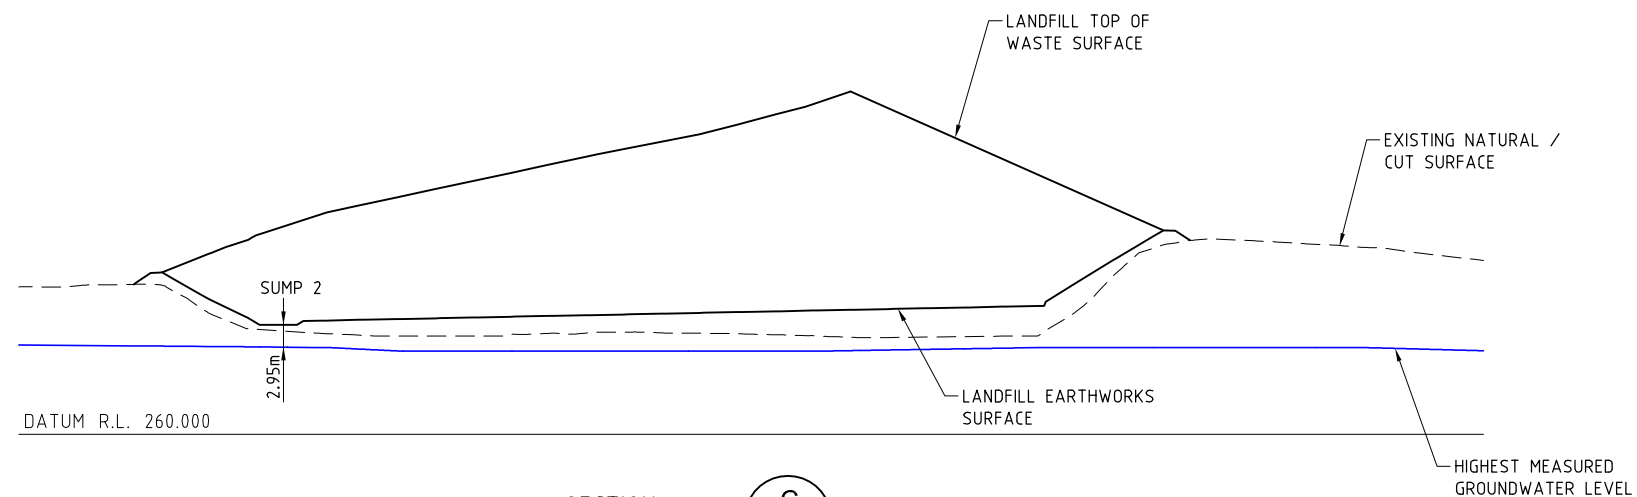 LANDFILL TOP OF
WASTE SURFACE
EXISTING NATURAL /
CUT SURFACE
SUMP 2
2.95m
LANDFILL EARTHWORKS
SURFACE
DATUM R.L. 260.000
HIGHEST MEASURED
GROUNDWATER LEVEL